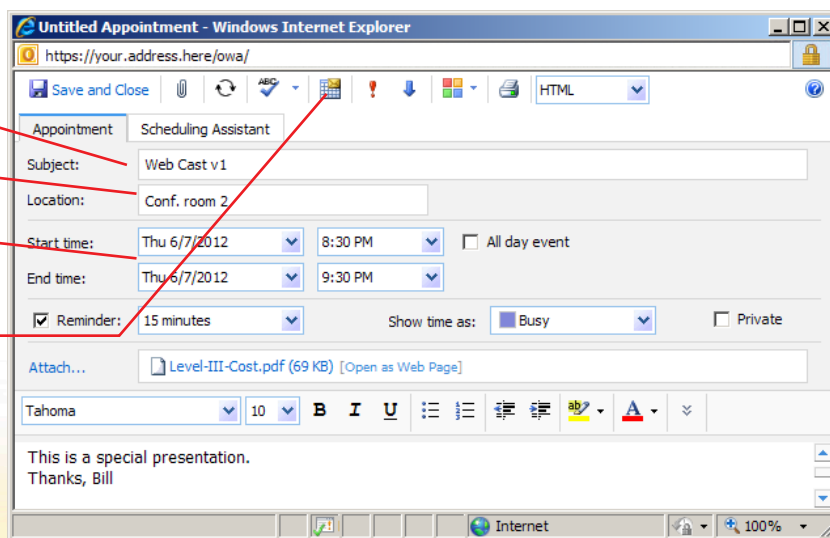 Untitled Appointment - Windows Internet Explorer
https://your.address.here/owa/
Save and Close ABC HTML
Appointment Scheduling Assistant
Subject: Web Cast v1
Location: Conf. room 2
Start time: Thu 6/7/2012 8:30 PM All day event
End time: Thu 6/7/2012 9:30 PM
Reminder: 15 minutes Show time as: Busy Private
Attach... Level-III-Cost.pdf (69 KB) [Open as Web Page]
Tahoma 10 B I U ab A
This is a special presentation.
Thanks, Bill
Internet 100%